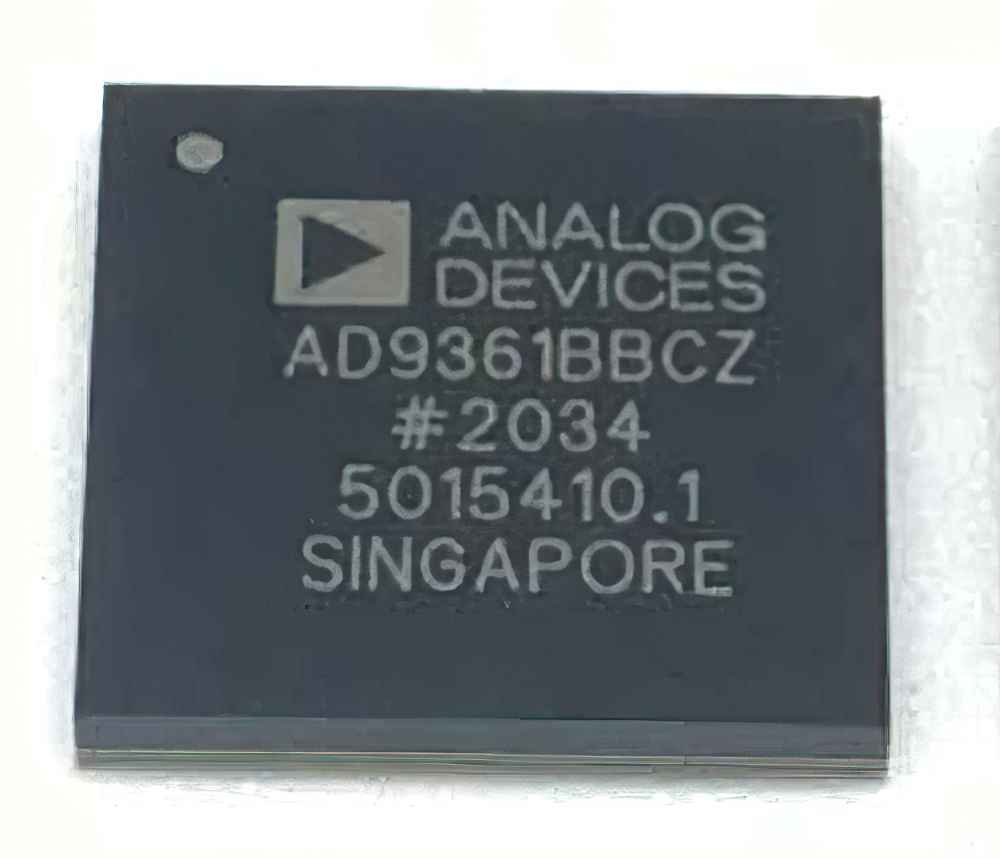 ANALOG
DEVICES
AD9361BBCZ
#2034
5015410.1
SINGAPORE